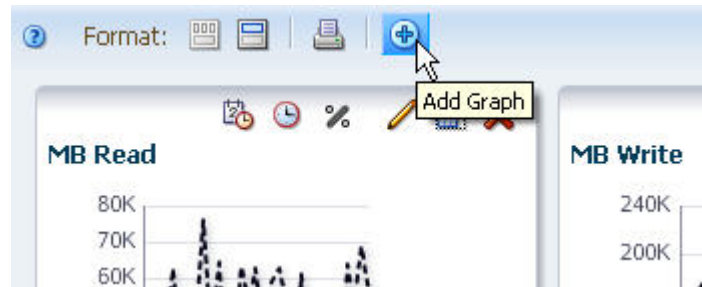 Format:
Add Graph
MB Read
80K
70K
60K
MB Write
240K
200K